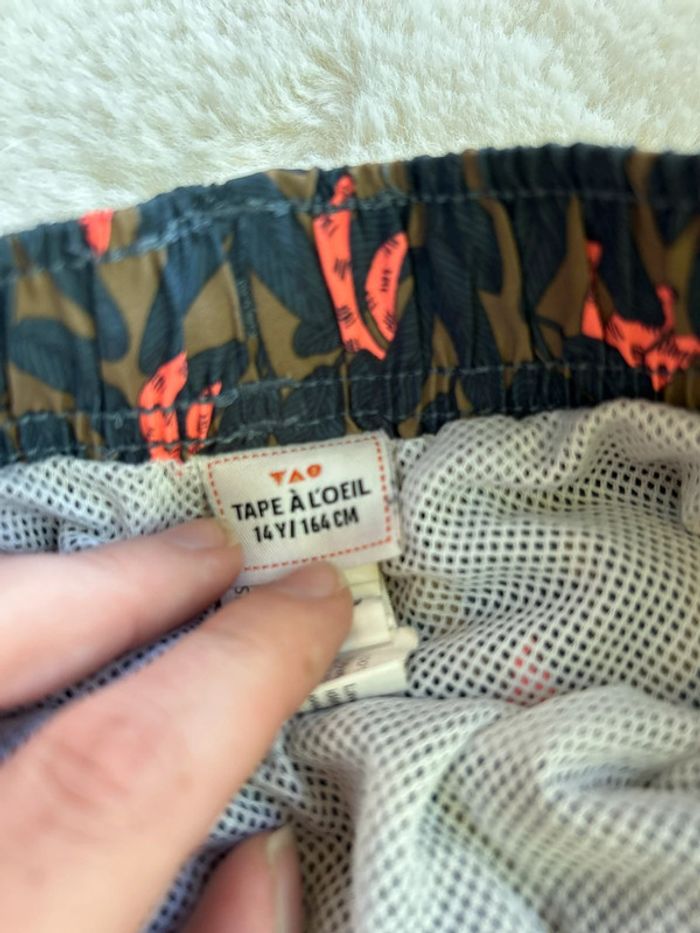 TAO
TAPE À L'OEIL
14 Y/ 164 CM